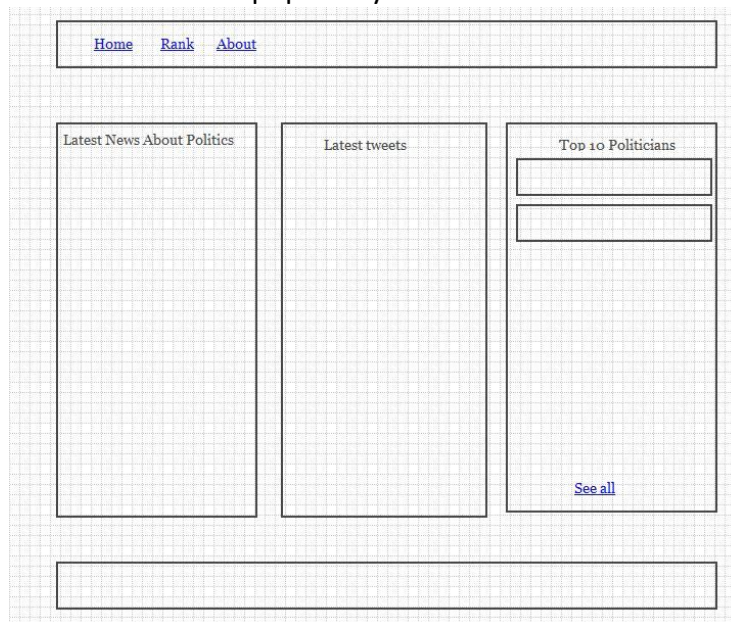 Home Rank About
Latest News About Politics
Latest tweets
Top 10 Politicians
See all